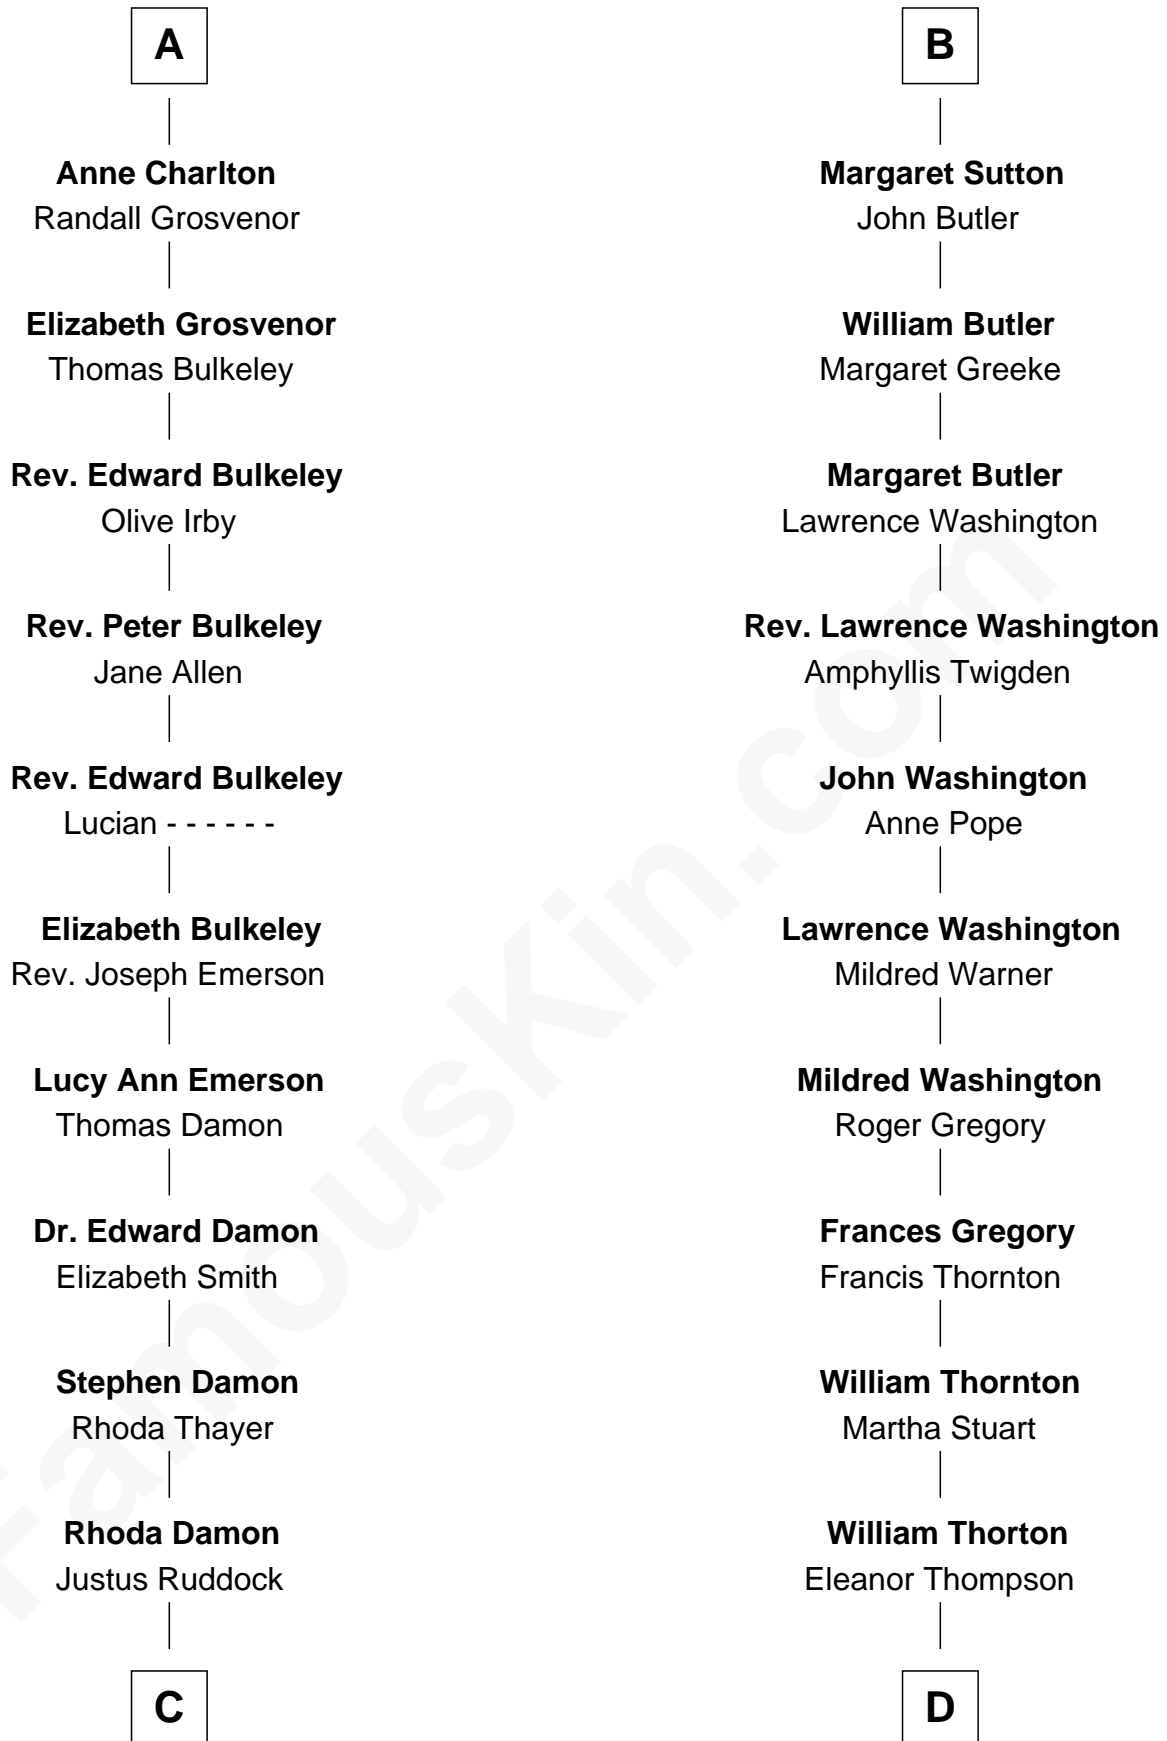 A
Anne Charlton
Randall Grosvenor
Elizabeth Grosvenor
Thomas Bulkeley
Rev. Edward Bulkeley
Olive Irby
Rev. Peter Bulkeley
Jane Allen
Rev. Edward Bulkeley
Lucian - - - - - -
Elizabeth Bulkeley
Rev. Joseph Emerson
Lucy Ann Emerson
Thomas Damon
Dr. Edward Damon
Elizabeth Smith
Stephen Damon
Rhoda Thayer
Rhoda Damon
Justus Ruddock
C
B
Margaret Sutton
John Butler
William Butler
Margaret Greeke
Margaret Butler
Lawrence Washington
Rev. Lawrence Washington
Amphyllis Twigden
John Washington
Anne Pope
Lawrence Washington
Mildred Warner
Mildred Washington
Roger Gregory
Frances Gregory
Francis Thornton
William Thornton
Martha Stuart
William Thorton
Eleanor Thompson
D
FamousKin.com